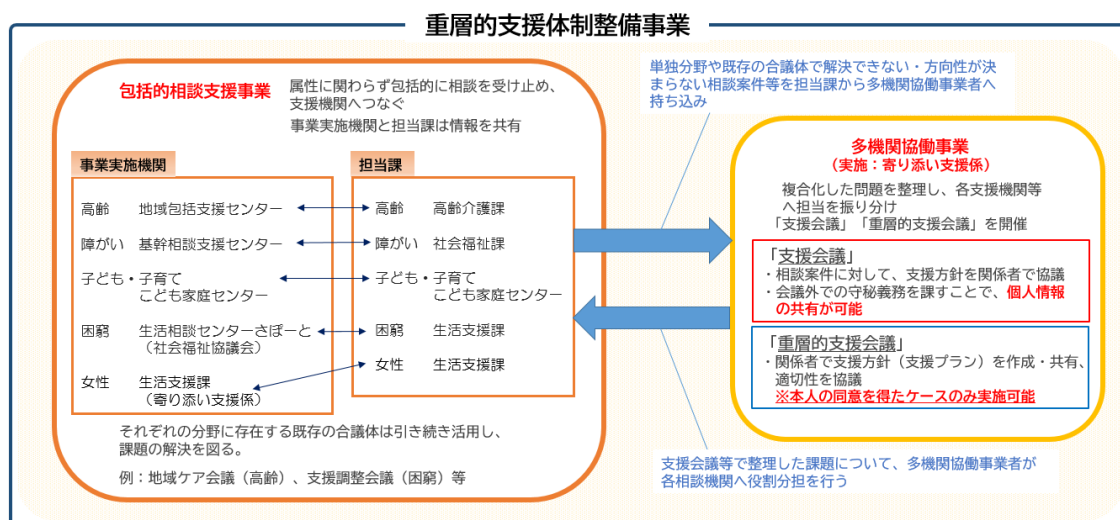 重層的支援体制整備事業
包括的相談支援事業
属性に関わらず包括的に相談を受け止め、
支援機関へつなぐ
事業実施機関と担当課は情報を共有
事業実施機関
高齢 地域包括支援センター
障がい 基幹相談支援センター
子ども・子育て
こども家庭センター
困窮 生活相談センターさぽーと
（社会福祉協議会）
女性 生活支援課
（寄り添い支援係）
担当課
高齢 高齢介護課
障がい 社会福祉課
子ども・子育て
こども家庭センター
困窮 生活支援課
女性 生活支援課
それぞれの分野に存在する既存の合議体は引き続き活用し、
課題の解決を図る。
例：地域ケア会議（高齢）、支援調整会議（困窮）等
単独分野や既存の合議体で解決できない・方向性が決
まらない相談案件等を担当課から多機関協働事業者へ
持ち込み
多機関協働事業
（実施：寄り添い支援係）
複合化した問題を整理し、各支援機関等
へ担当を振り分け
「支援会議」「重層的支援会議」を開催
「支援会議」
・相談案件に対して、支援方針を関係者で協議
・会議外での守秘義務を課すことで、個人情報
の共有が可能
「重層的支援会議」
・関係者で支援方針（支援プラン）を作成・共有、
適切性を協議
※本人の同意を得たケースのみ実施可能
支援会議等で整理した課題について、多機関協働事業者が
各相談機関へ役割分担を行う